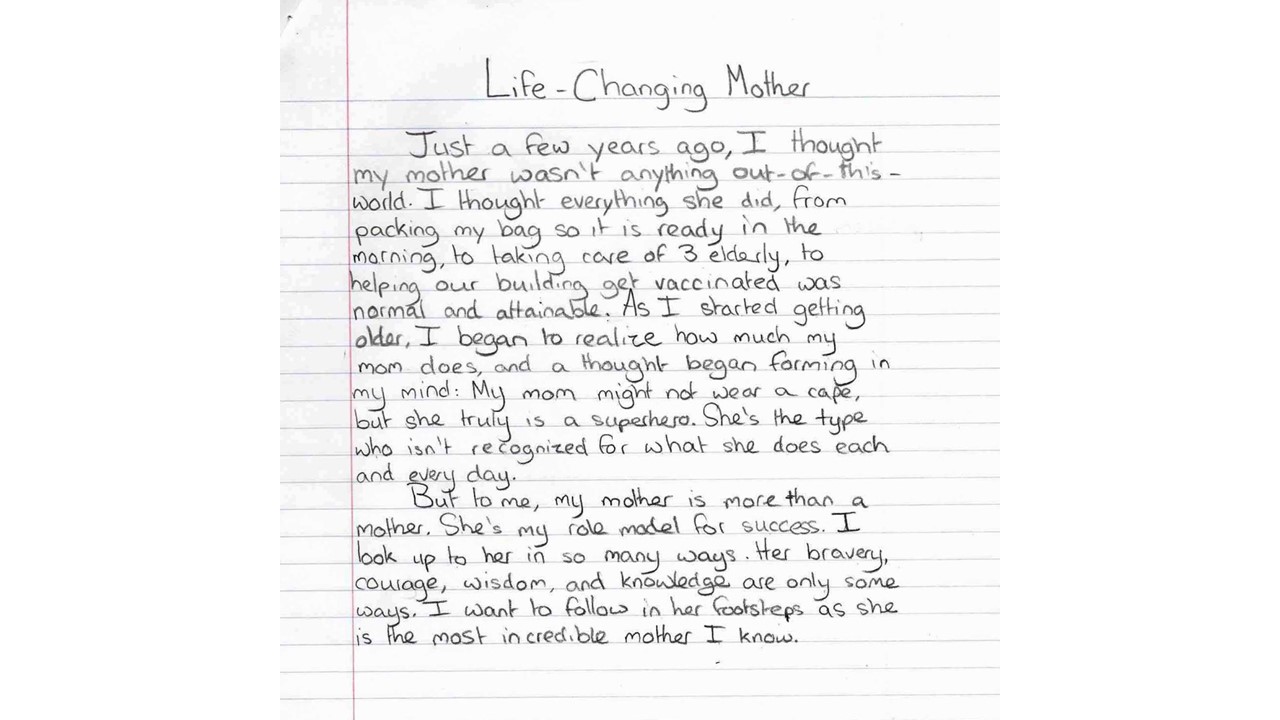 Life-Changing Mother
Just a few years ago, I thought
my mother wasn't anything out-of-this-
world. I thought everything she did, from
packing my bag so it is ready in the
morning, to taking care of 3 elderly, to
helping our building get vaccinated was
normal and attainable. As I started getting
older, I began to realize how much my
mom does, and a thought began forming in
my mind: My mom might not wear a cape,
but she truly is a superhero. She's the type
who isn't recognized for what she does each
and every day.
But to me, my mother is more than a
mother. She's my role model for success. I
look up to her in so many ways. Her bravery,
courage, wisdom, and knowledge are only some
ways. I want to follow in her footsteps as she
is the most incredible mother I know.